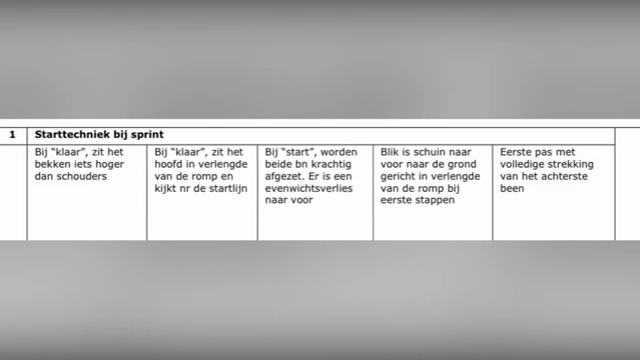 1 Starttechniek bij sprint
Bij “klaar”, zit het
bekken iets hoger
dan schouders
Bij “klaar”, zit het
hoofd in verlengde
van de romp en
kijkt nr de startlijn
Bij “start”, worden
beide bn krachtig
afgezet. Er is een
evenwichtsverlies
naar voor
Blik is schuin naar
voor naar de grond
gericht in verlengde
van de romp bij
eerste stappen
Eerste pas met
volledige strekking
van het achterste
been